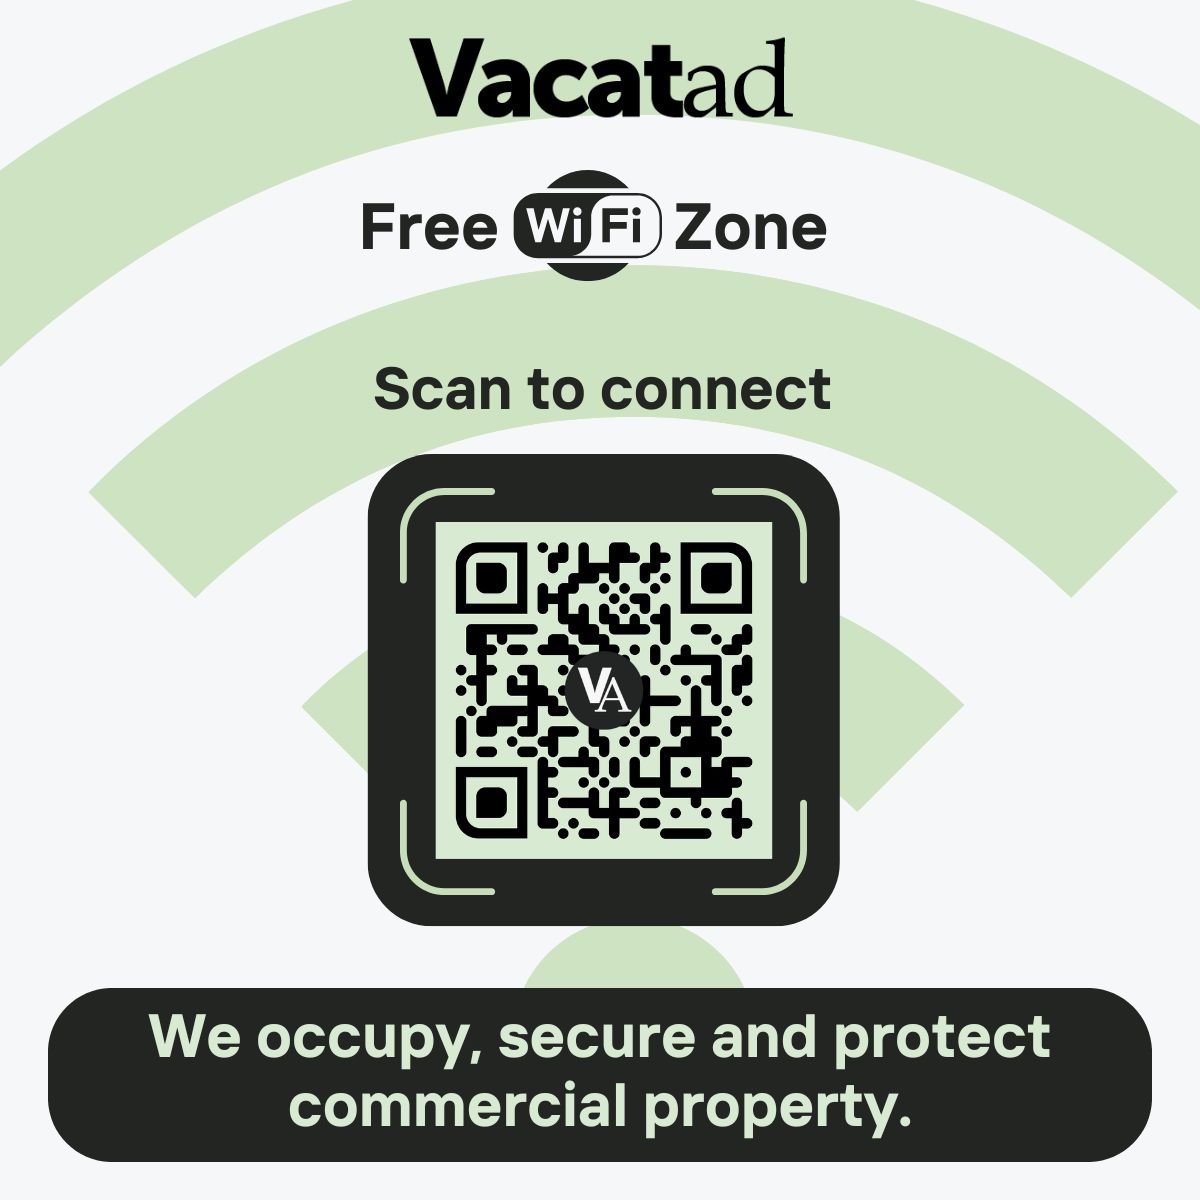 Vacatad
Free WiFi Zone
Scan to connect
VA
We occupy, secure and protect
commercial property.